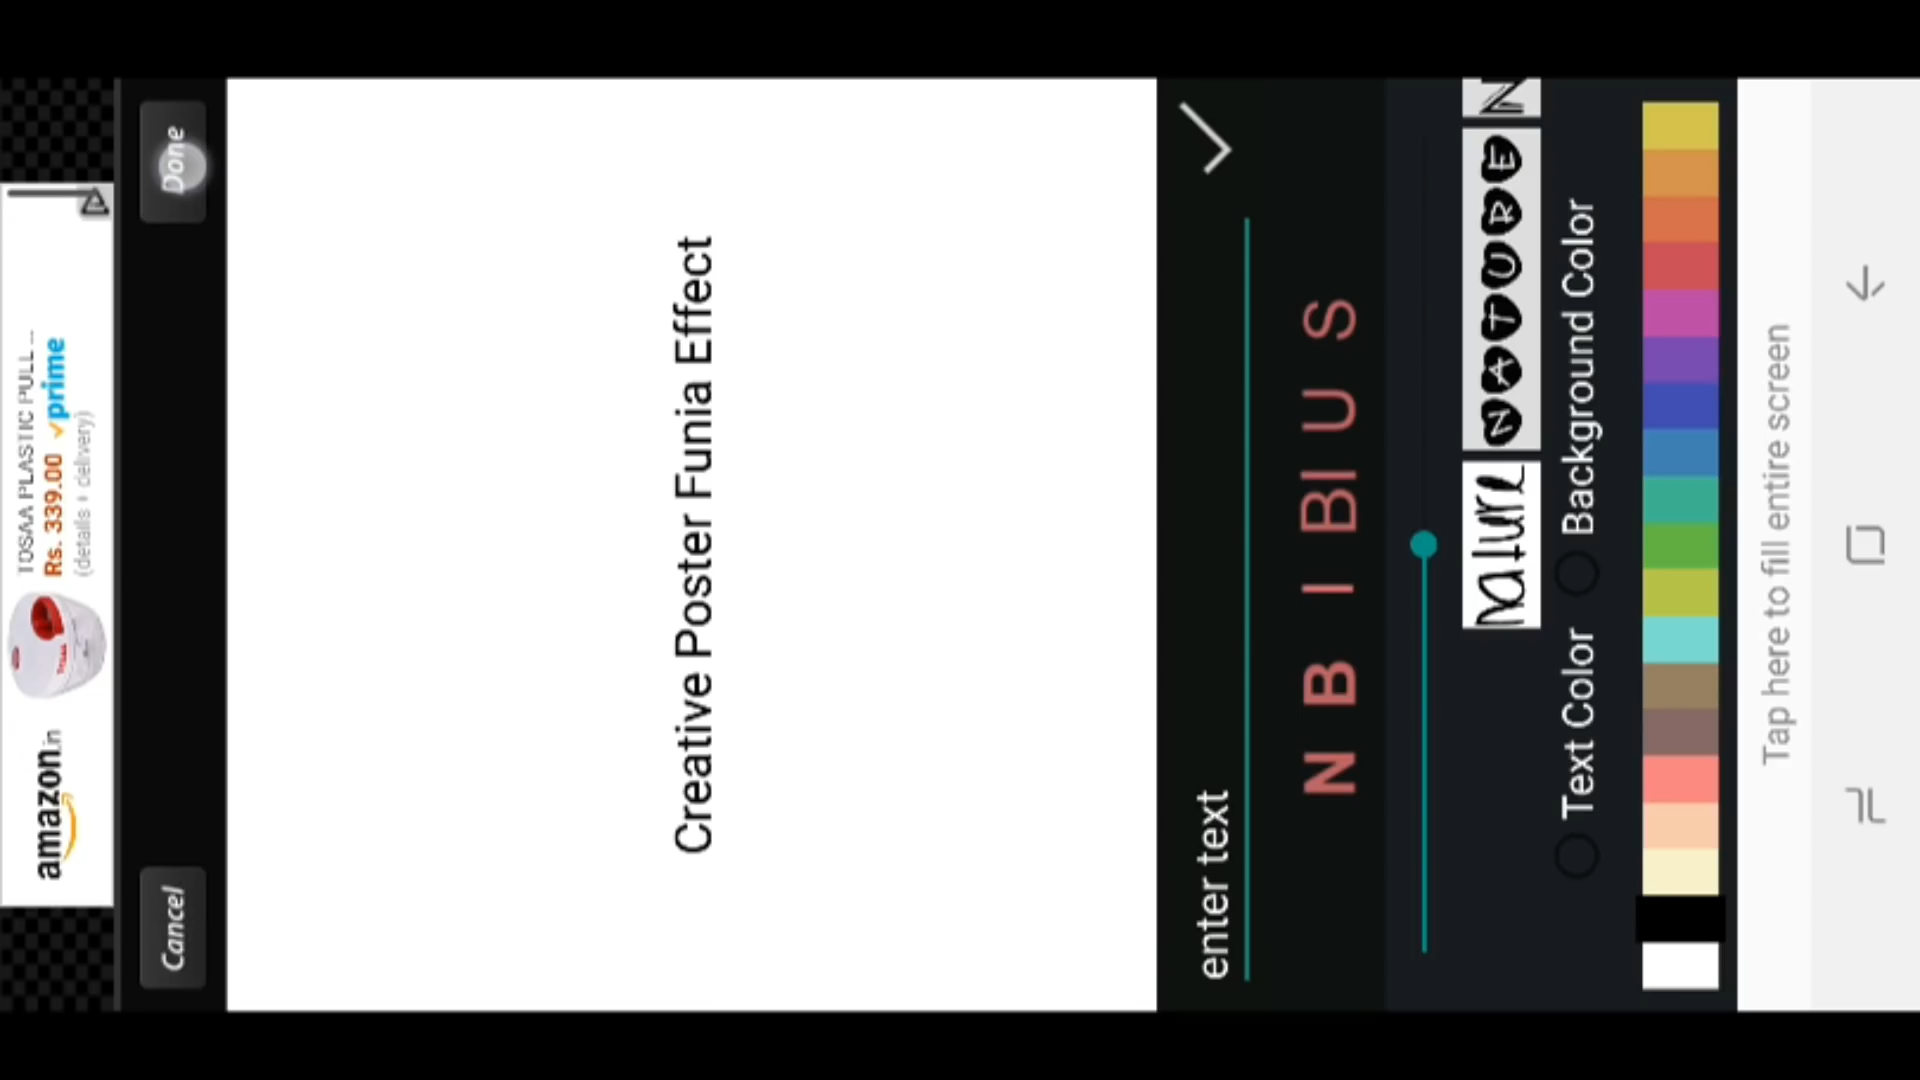 amazon.in
TOSAA PLASTIC PULL ...
Rs. 339.00 prime
(details + delivery)
Cancel
Done
Creative Poster Funia Effect
enter text
N B I BI U S
nature
NATURE
N
Text Color
Background Color
Tap here to fill entire screen